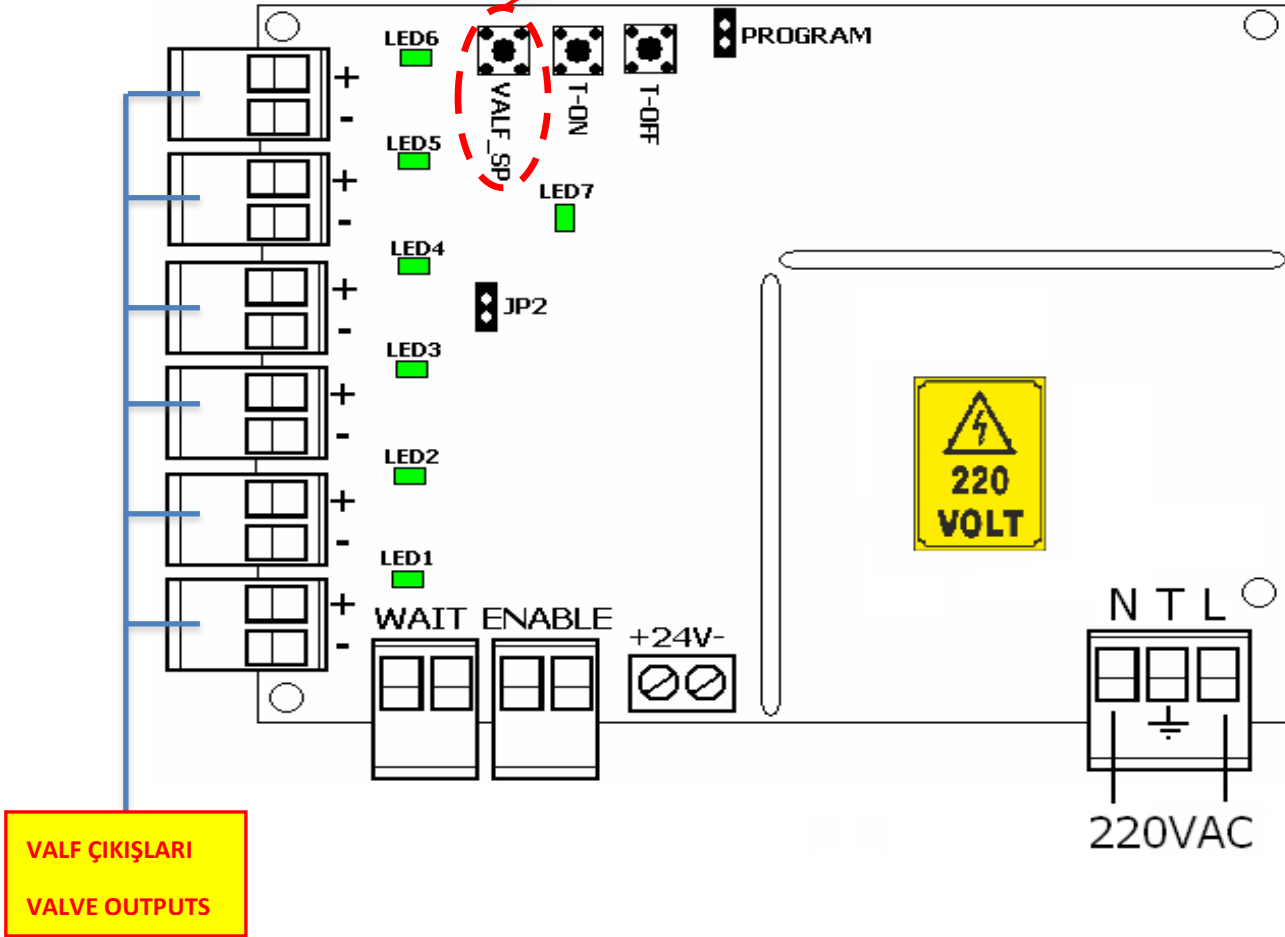 LED6
PROGRAM
+
-
VALF_SP
T-ON
T-OFF
LED5
+
-
LED7
LED4
+
-
JP2
LED3
+
-
LED2
+
-
220
VOLT
LED1
+
-
WAIT ENABLE
+24V-
N T L
220VAC
VALF ÇIKIŞLARI
VALVE OUTPUTS